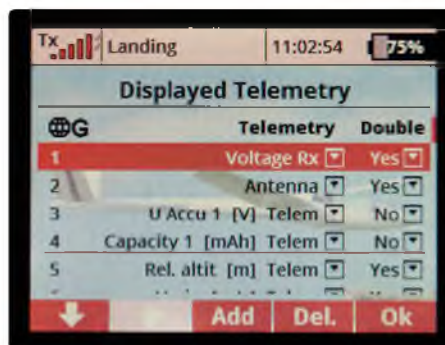 Tx Landing 11:02:54 75%
Displayed Telemetry
G Telemetry Double
1 Voltage Rx Yes
2 Antenna Yes
3 U Accu 1 [V] Telem No
4 Capacity 1 [mAh] Telem No
5 Rel. altit [m] Telem Yes
Add Del. Ok